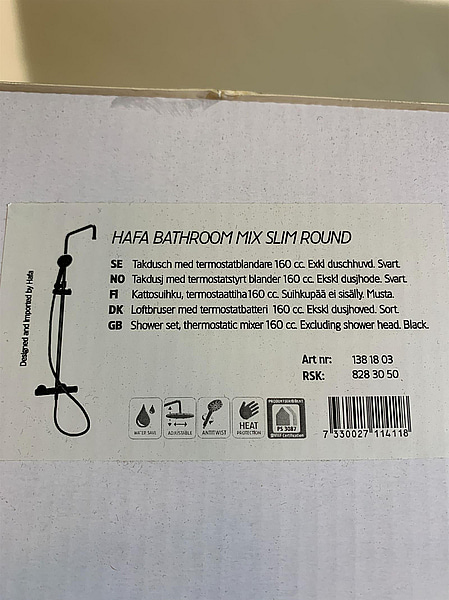 HAFA BATHROOM MIX SLIM ROUND
SE Takdusch med termostatblandare 160 cc. Exkl duschhuvd. Svart.
NO Takdusj med termostatstyrt blander 160 cc. Ekskl dusjhode. Svart.
FI Kattosuihku, termostaattiha 160 cc. Suihkupää ei sisälly. Musta.
DK Loftbruser med termostatbatteri 160 cc. Ekskl dusjhoved. Sort.
GB Shower set, thermostatic mixer 160 cc. Excluding shower head. Black.
Designed and imported by Hafa
Art nr: 138 18 03
RSK: 828 30 50
WATER SAVE
ADJUSTABLE
ANTITWIST
HEAT
PROTECTION
PS 3087
Certification
7 330027 114118